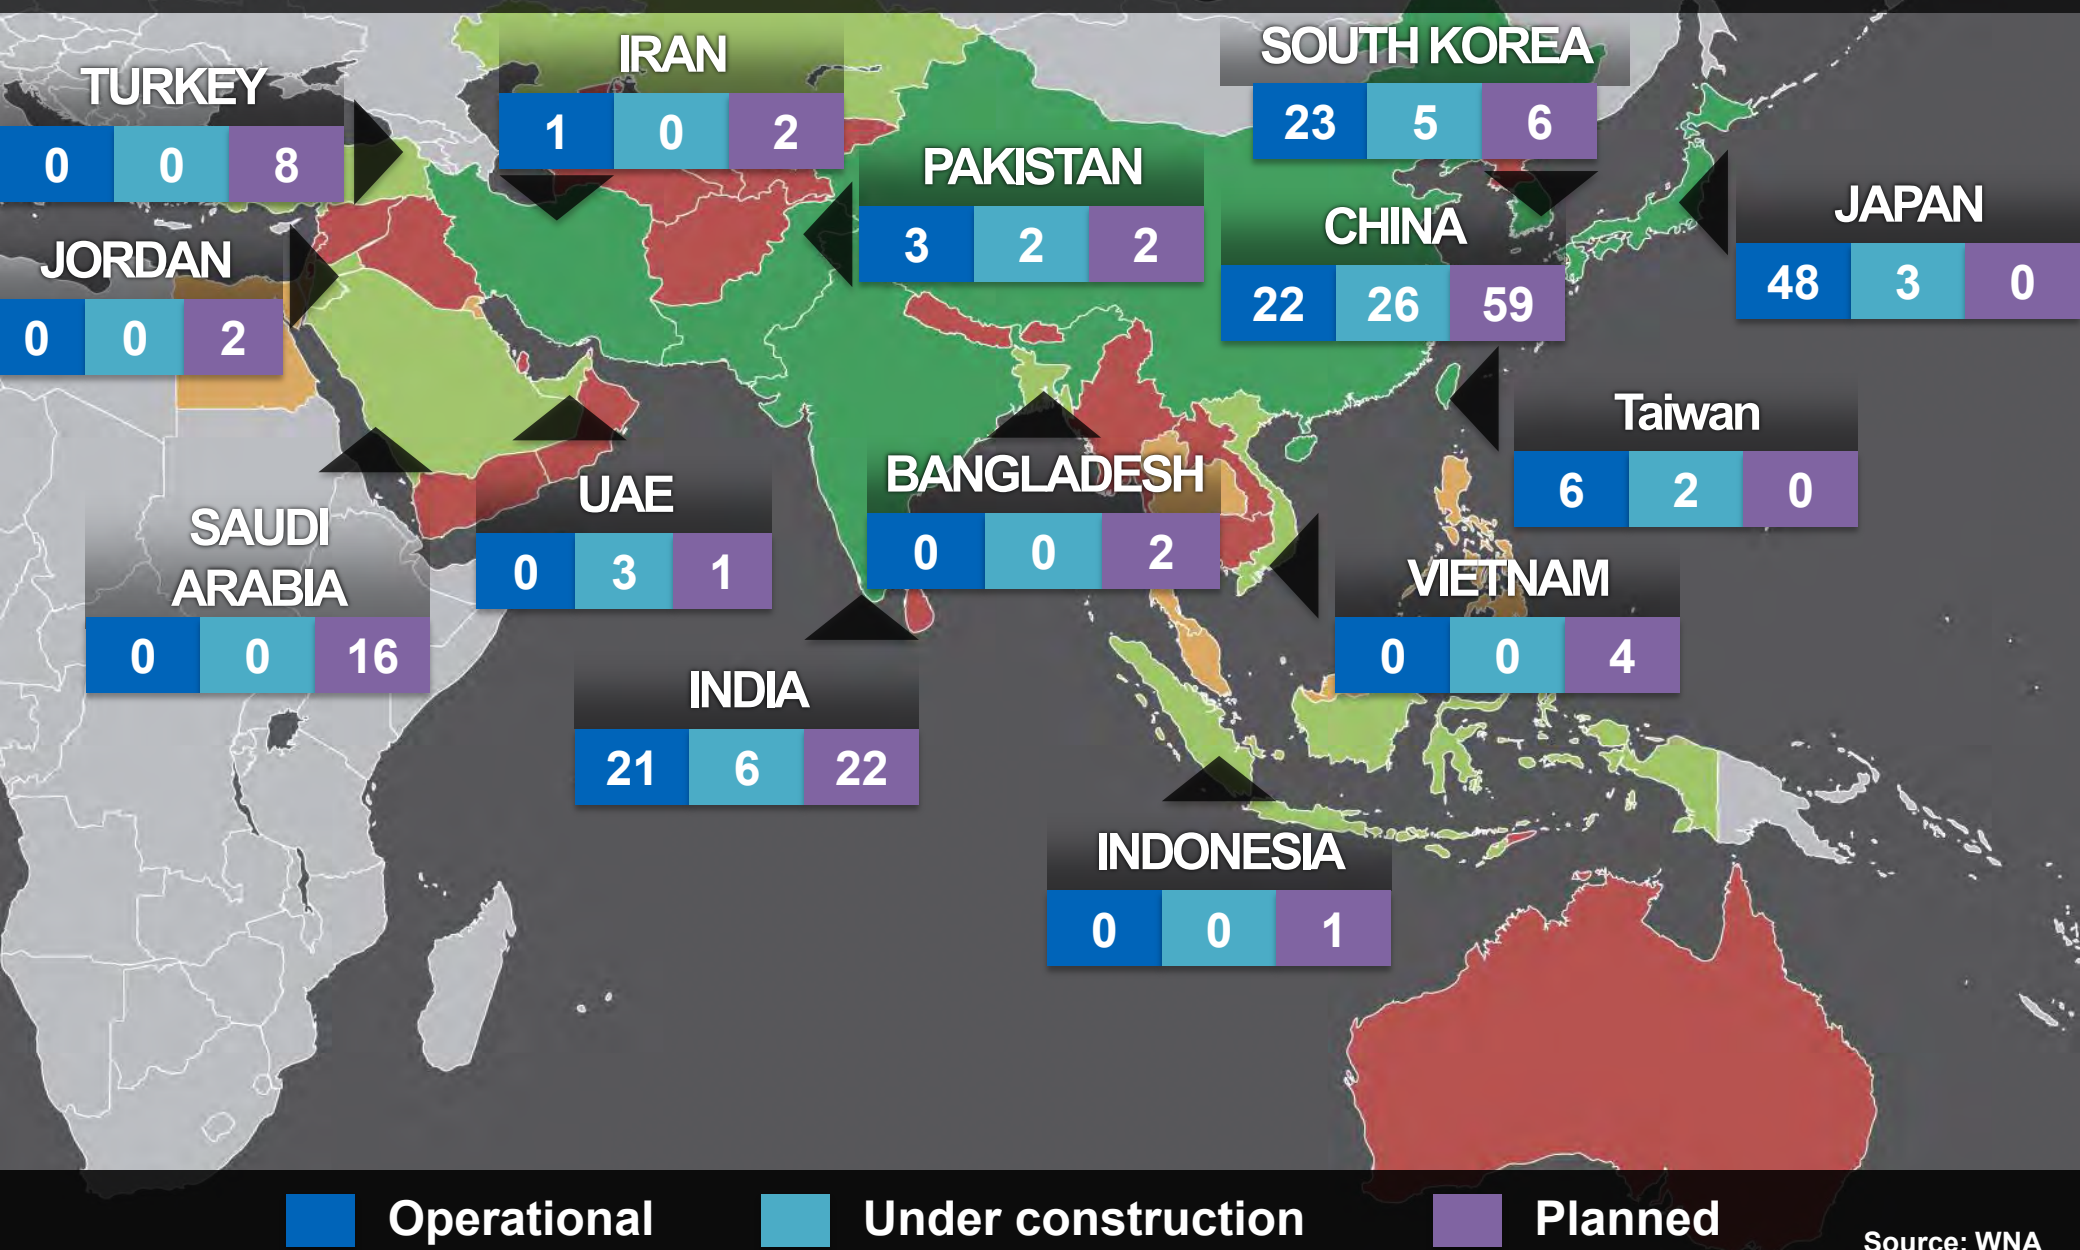 IRAN
1 0 2
SOUTH KOREA
23 5 6
TURKEY
0 0 8
PAKISTAN
3 2 2
CHINA
22 26 59
JAPAN
48 3 0
JORDAN
0 0 2
Taiwan
6 2 0
SAUDI
ARABIA
0 0 16
UAE
0 3 1
BANGLADESH
0 0 2
VIETNAM
0 0 4
INDIA
21 6 22
INDONESIA
0 0 1
Operational Under construction Planned
Source: WNA